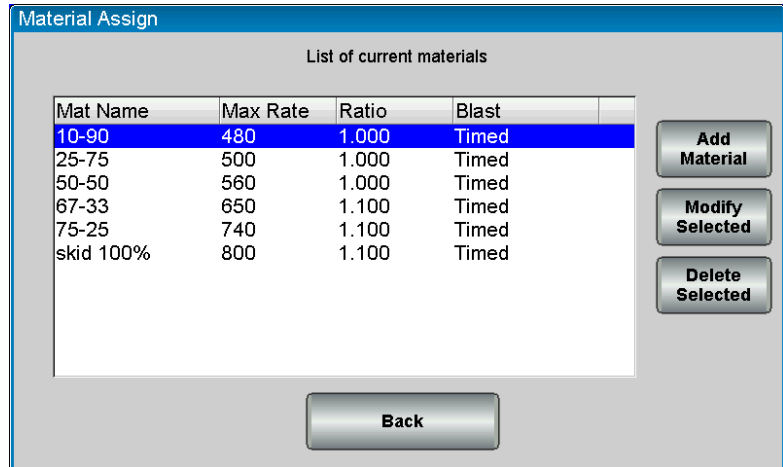 Material Assign
List of current materials
Mat Name Max Rate Ratio Blast
10-90 480 1.000 Timed
25-75 500 1.000 Timed
50-50 560 1.000 Timed
67-33 650 1.100 Timed
75-25 740 1.100 Timed
skid 100% 800 1.100 Timed
Add
Material
Modify
Selected
Delete
Selected
Back